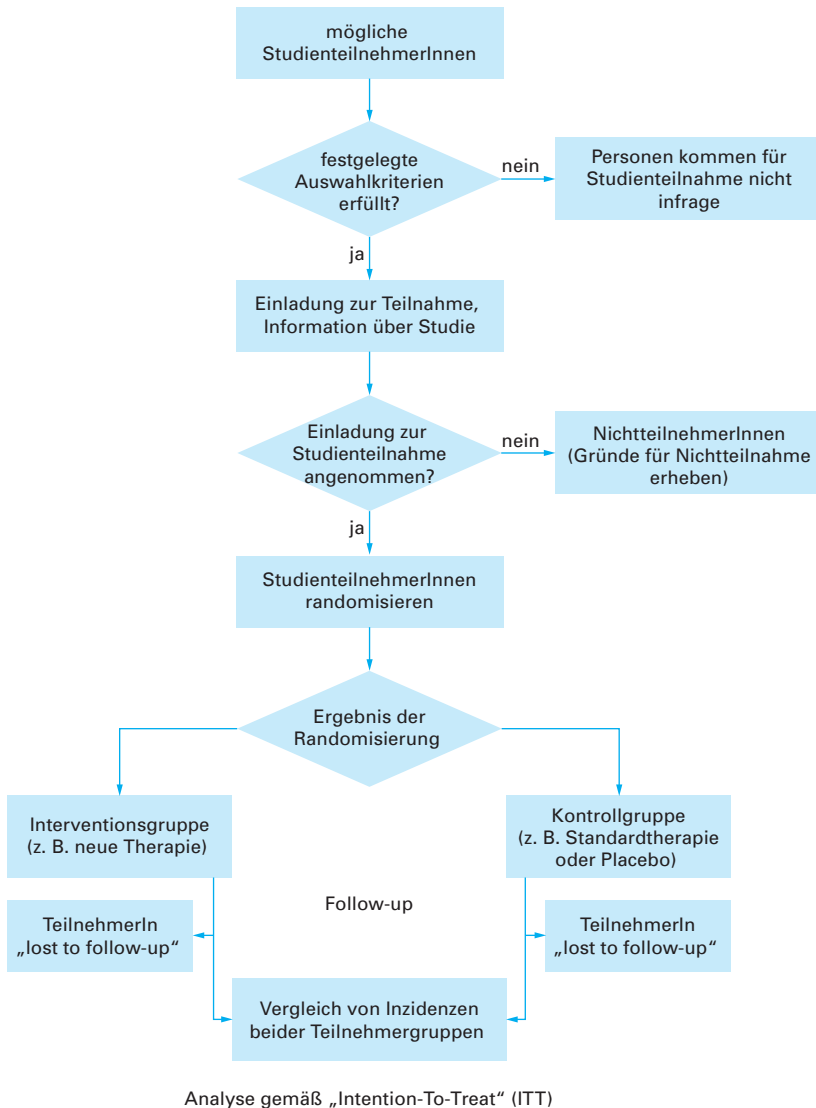 mögliche
StudienteilnehmerInnen
festgelegte
Auswahlkriterien
erfüllt?
nein
Personen kommen für
Studienteilnahme nicht
infrage
ja
Einladung zur Teilnahme,
Information über Studie
Einladung zur
Studienteilnahme
angenommen?
nein
NichtteilnehmerInnen
(Gründe für Nichtteilnahme
erheben)
ja
StudienteilnehmerInnen
randomisieren
Ergebnis der
Randomisierung
Interventionsgruppe
(z. B. neue Therapie)
Kontrollgruppe
(z. B. Standardtherapie
oder Placebo)
Follow-up
TeilnehmerIn
„lost to follow-up“
TeilnehmerIn
„lost to follow-up“
Vergleich von Inzidenzen
beider Teilnehmergruppen
Analyse gemäß „Intention-To-Treat“ (ITT)